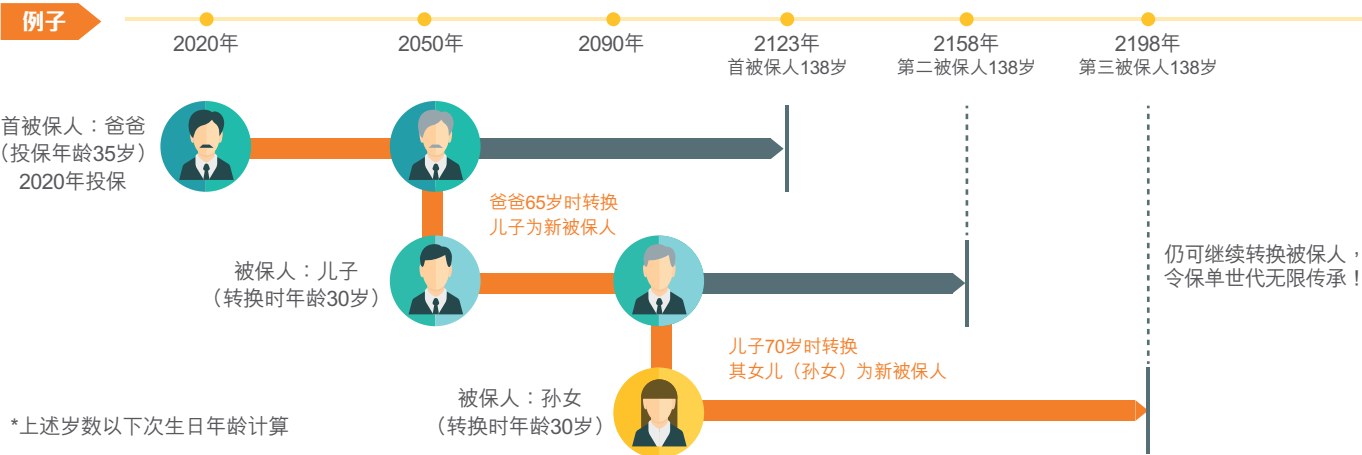 例子
2020年
2050年
2090年
2123年
首被保人138岁
2158年
第二被保人138岁
2198年
第三被保人138岁
首被保人：爸爸
（投保年龄35岁）
2020年投保
爸爸65岁时转换
儿子为新被保人
被保人：儿子
（转换时年龄30岁）
仍可继续转换被保人，
令保单世代无限传承！
儿子70岁时转换
其女儿（孙女）为新被保人
被保人：孙女
（转换时年龄30岁）
*上述岁数以下次生日年龄计算